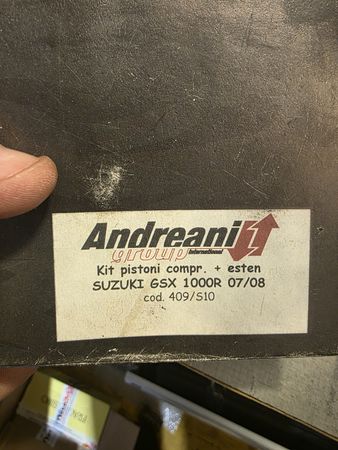 Andreani
group International
Kit pistoni compr. + esten
SUZUKI GSX 1000R 07/08
cod. 409/S10